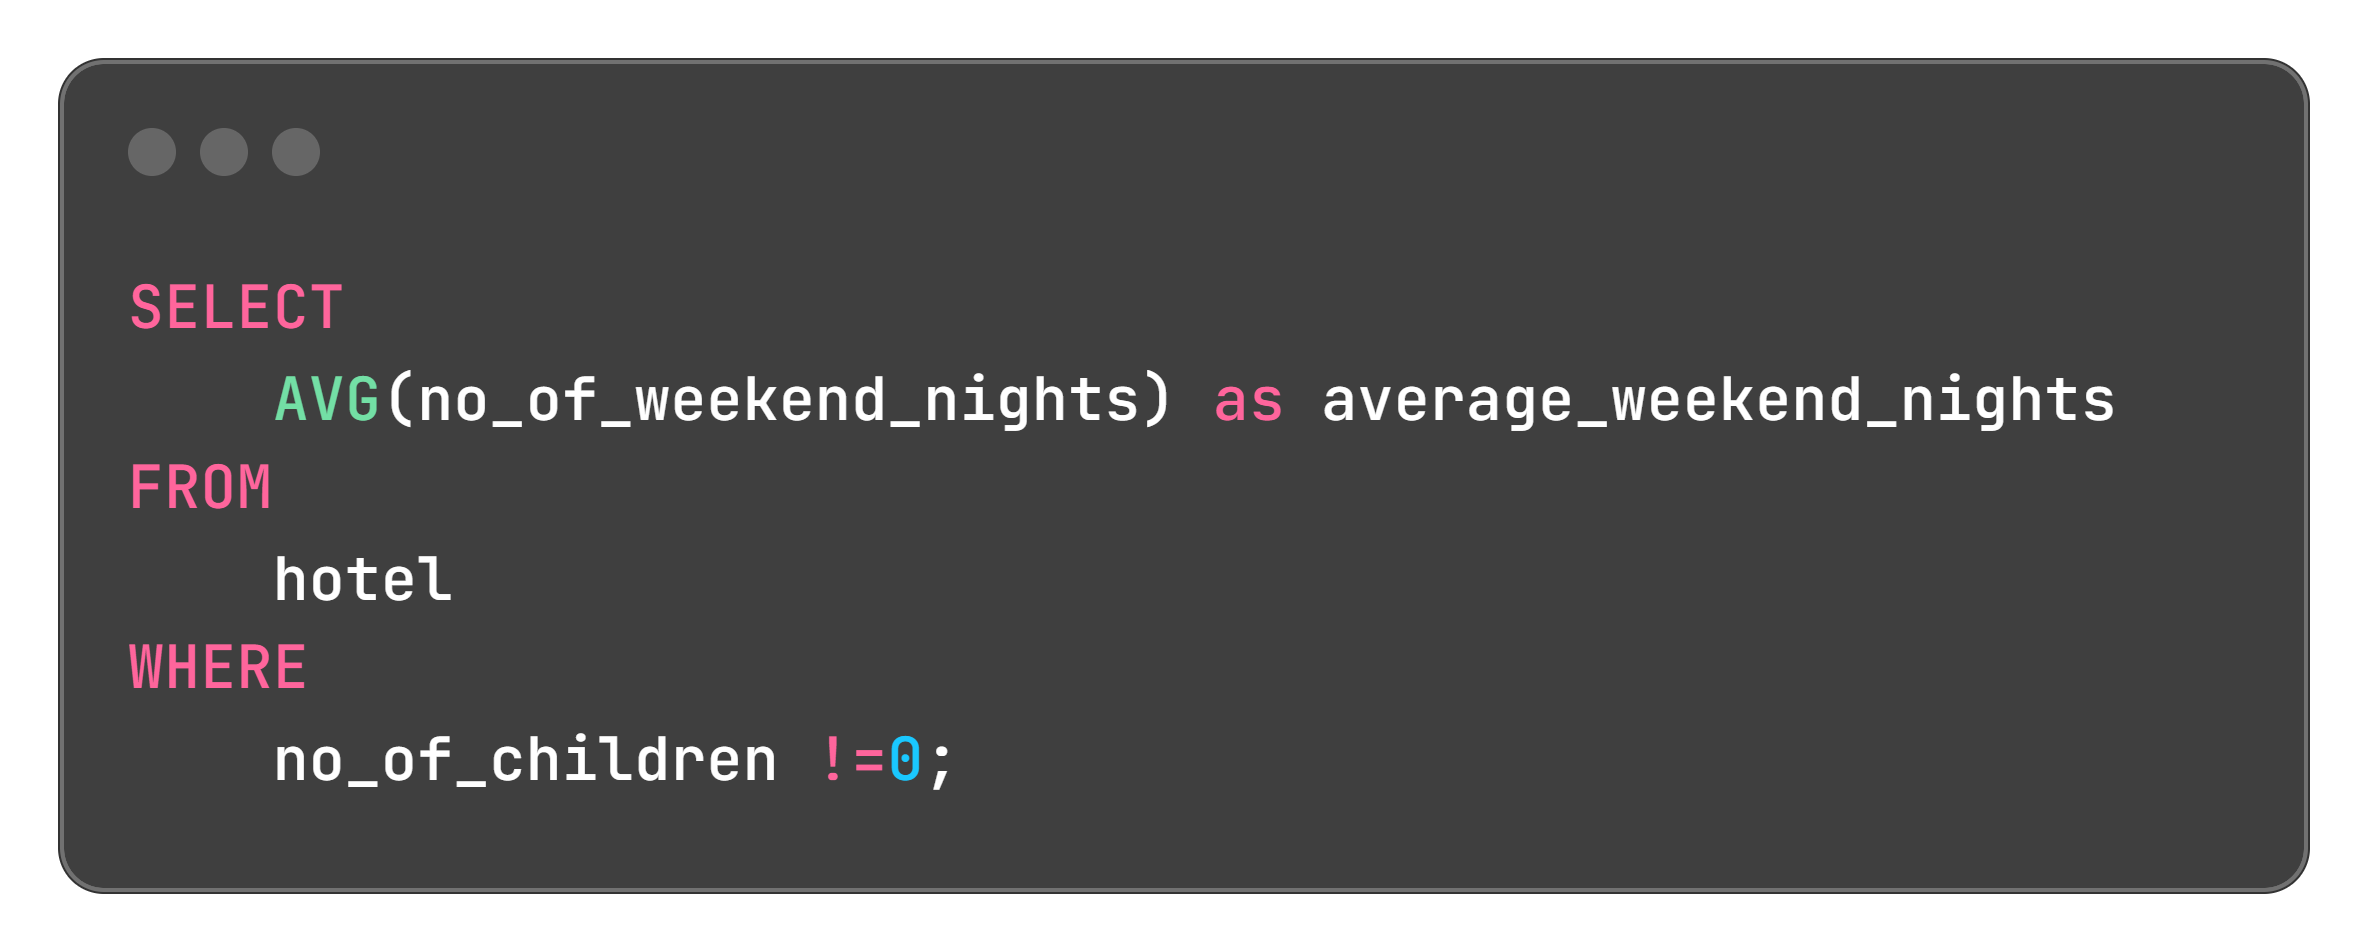 SELECT
    AVG(no_of_weekend_nights) as average_weekend_nights
FROM
    hotel
WHERE
    no_of_children !=0;